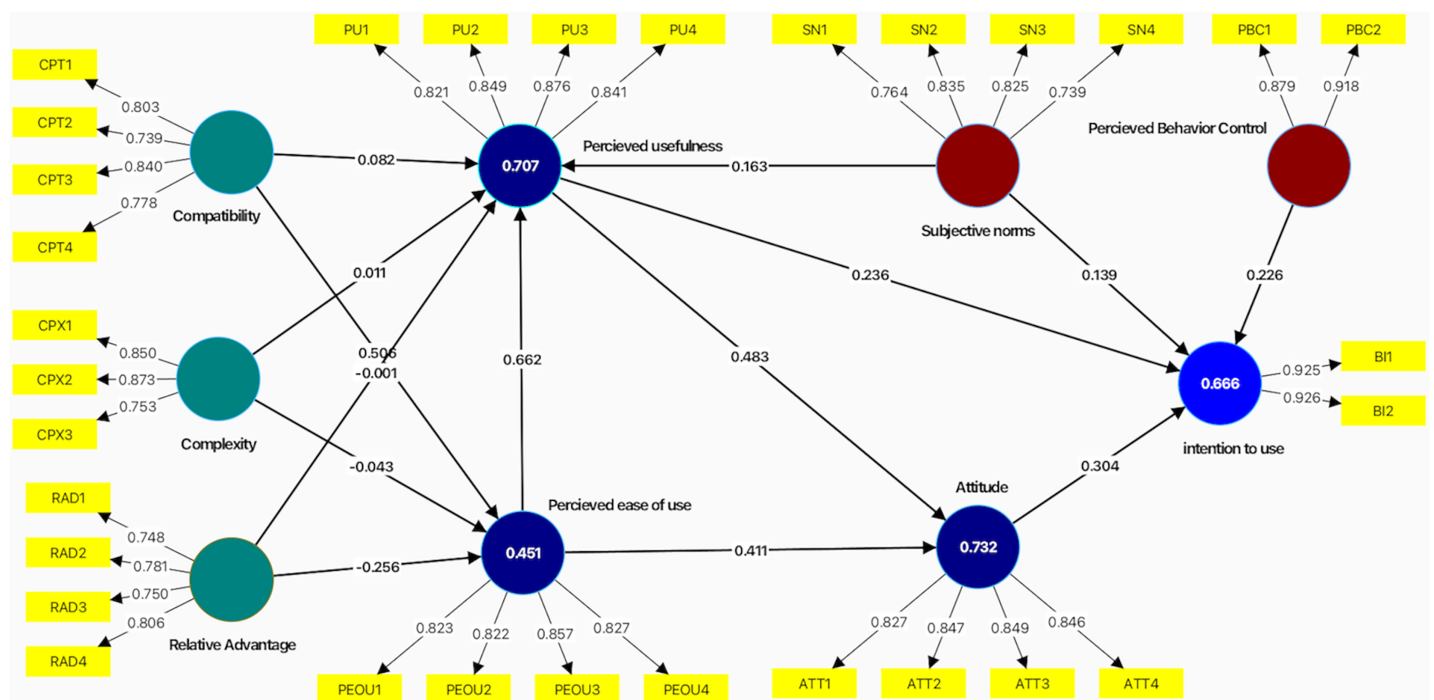 PU1 PU2 PU3 PU4 SN1 SN2 SN3 SN4 PBC1 PBC2
CPT1
0.821 0.849 0.876 0.841 0.764 0.835 0.825 0.739 0.879 0.918
0.803
CPT2
0.739
Percieved Behavior Control
Percieved usefulness
0.082
0.707
0.163
0.840
CPT3
0.778
Compatibility
Subjective norms
CPT4
0.011
0.236
0.139
0.226
CPX1
0.850
0.506
-0.001
0.662
0.483
0.925
BI1
CPX2
0.873
0.666
0.926
BI2
0.753
CPX3
Complexity
intention to use
-0.043
0.304
Attitude
RAD1
Percieved ease of use
0.748
RAD2
0.781
-0.256
0.451
0.411
0.732
0.750
RAD3
0.806
Relative Advantage
RAD4
0.823 0.822 0.857 0.827 0.827 0.847 0.849 0.846
PEOU1 PEOU2 PEOU3 PEOU4 ATT1 ATT2 ATT3 ATT4